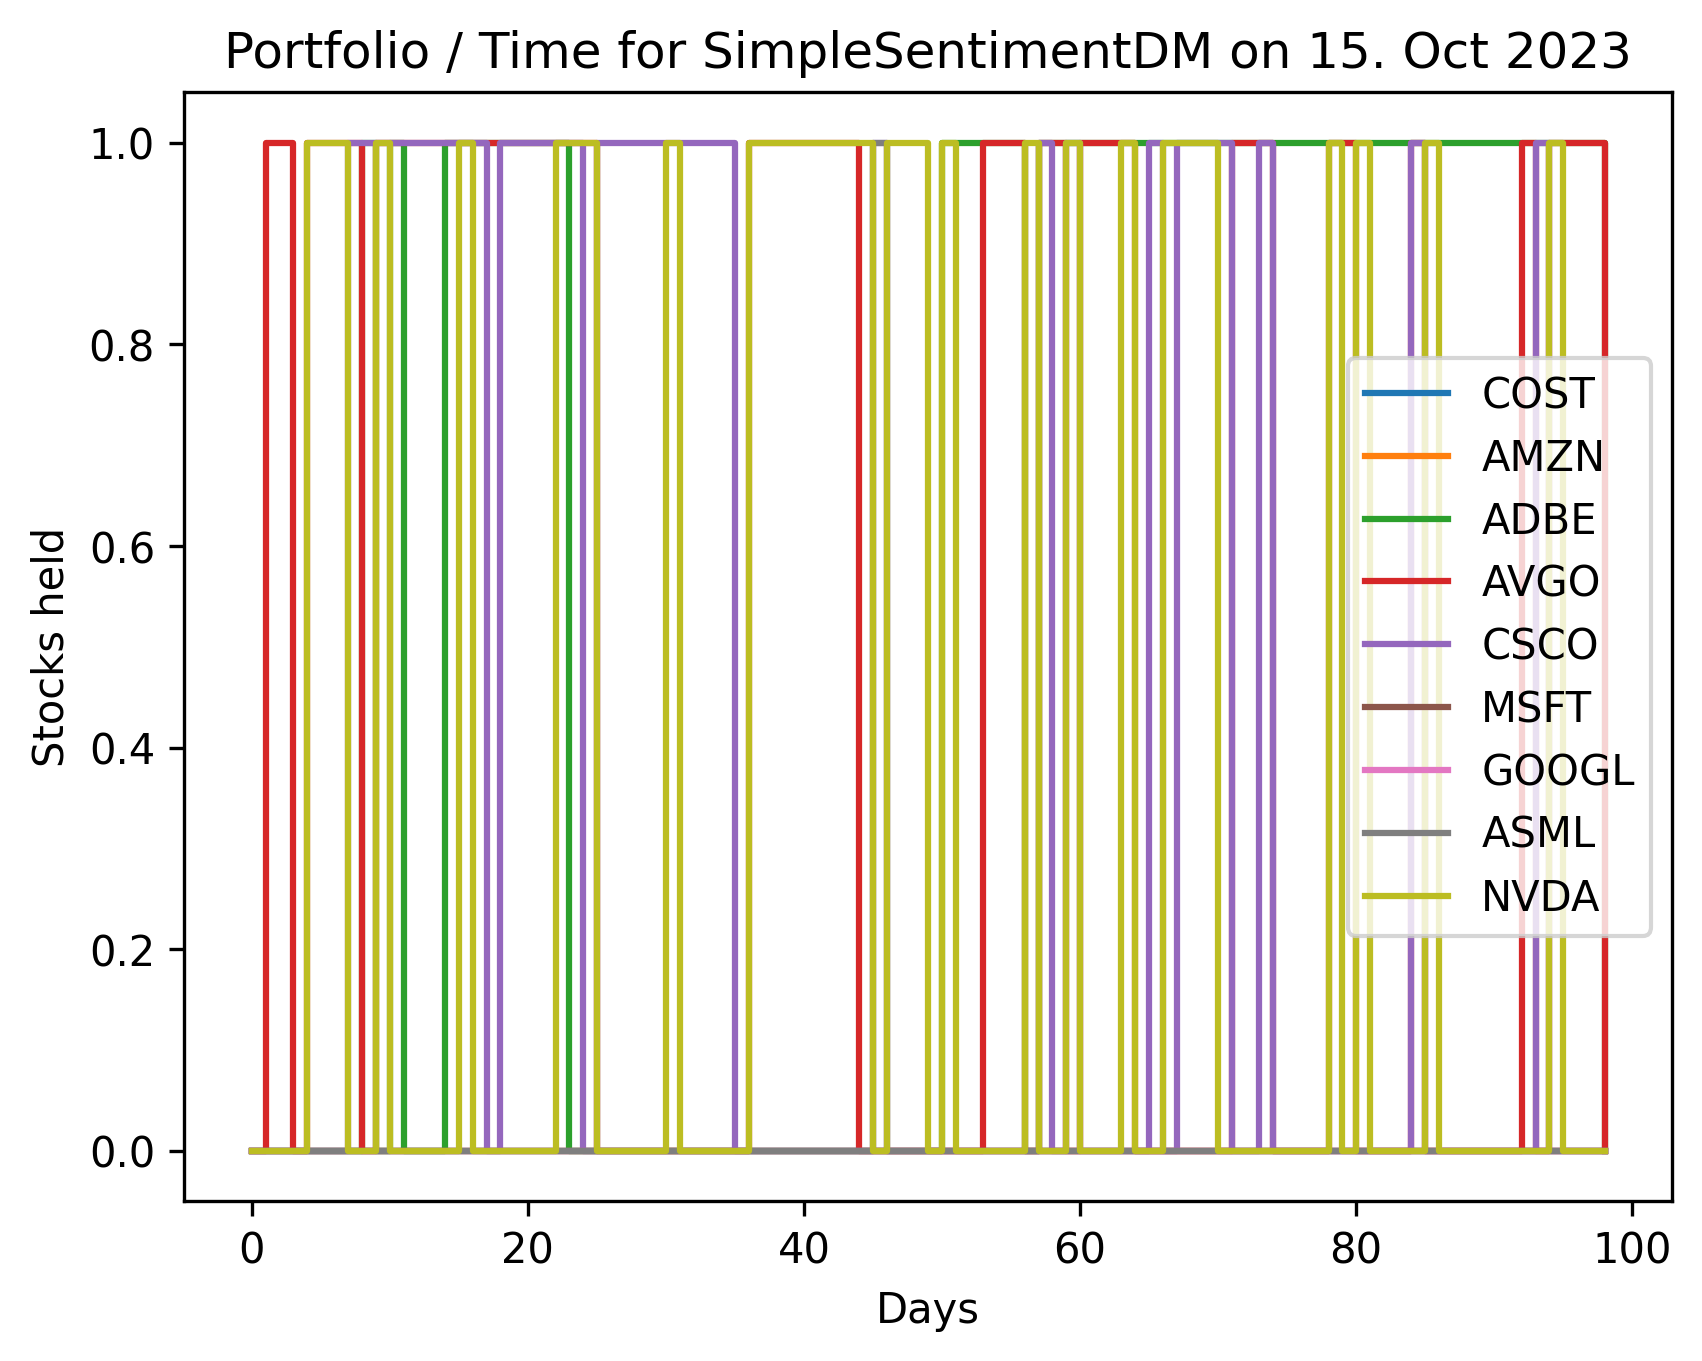 Portfolio / Time for SimpleSentimentDM on 15. Oct 2023
1.0
0.8
0.6
0.4
0.2
0.0
Stocks held
COST
AMZN
ADBE
AVGO
CSCO
MSFT
GOOGL
ASML
NVDA
0 20 40 60 80 100
Days